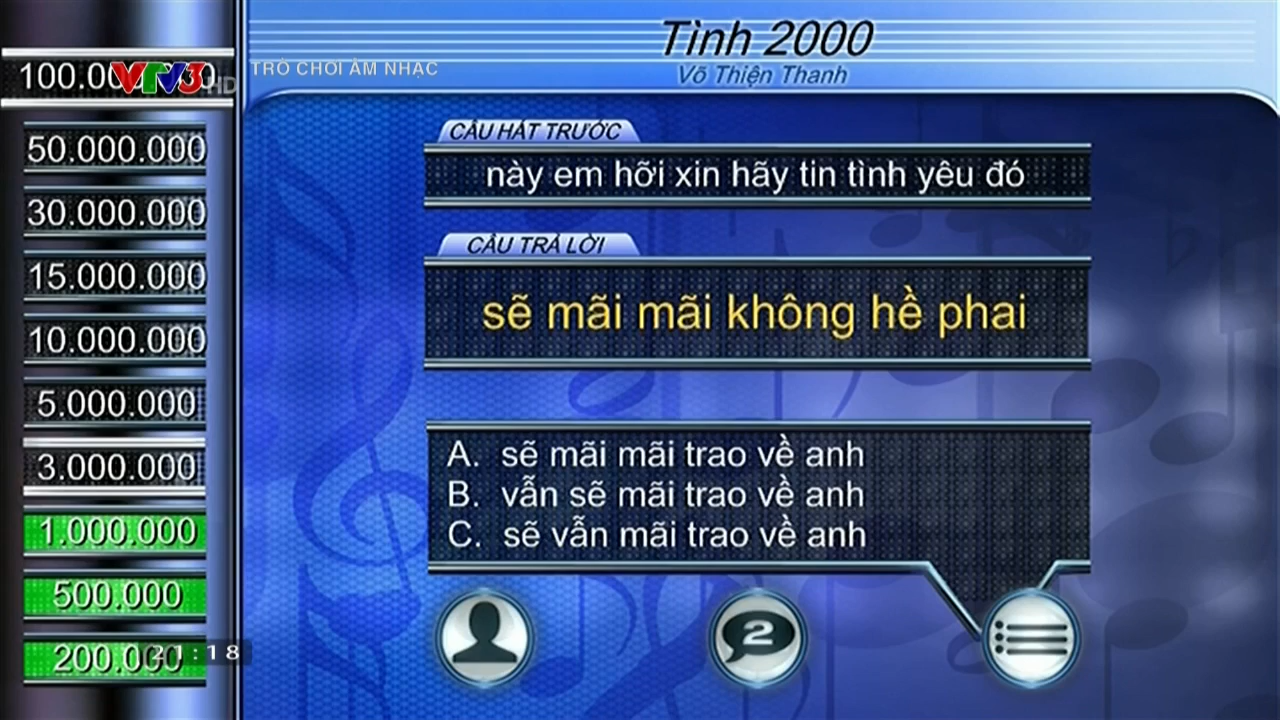 Tình 2000
Võ Thiện Thanh
VTV3 HD
TRÒ CHƠI ÂM NHẠC
50.000.000
30.000.000
15.000.000
10.000.000
5.000.000
3.000.000
1.000.000
500.000
200.000
21:18
CÂU HÁT TRƯỚC
này em hỡi xin hãy tin tình yêu đó
CÂU TRẢ LỜI
sẽ mãi mãi không hề phai
A. sẽ mãi mãi trao về anh
B. vẫn sẽ mãi trao về anh
C. sẽ vẫn mãi trao về anh
2